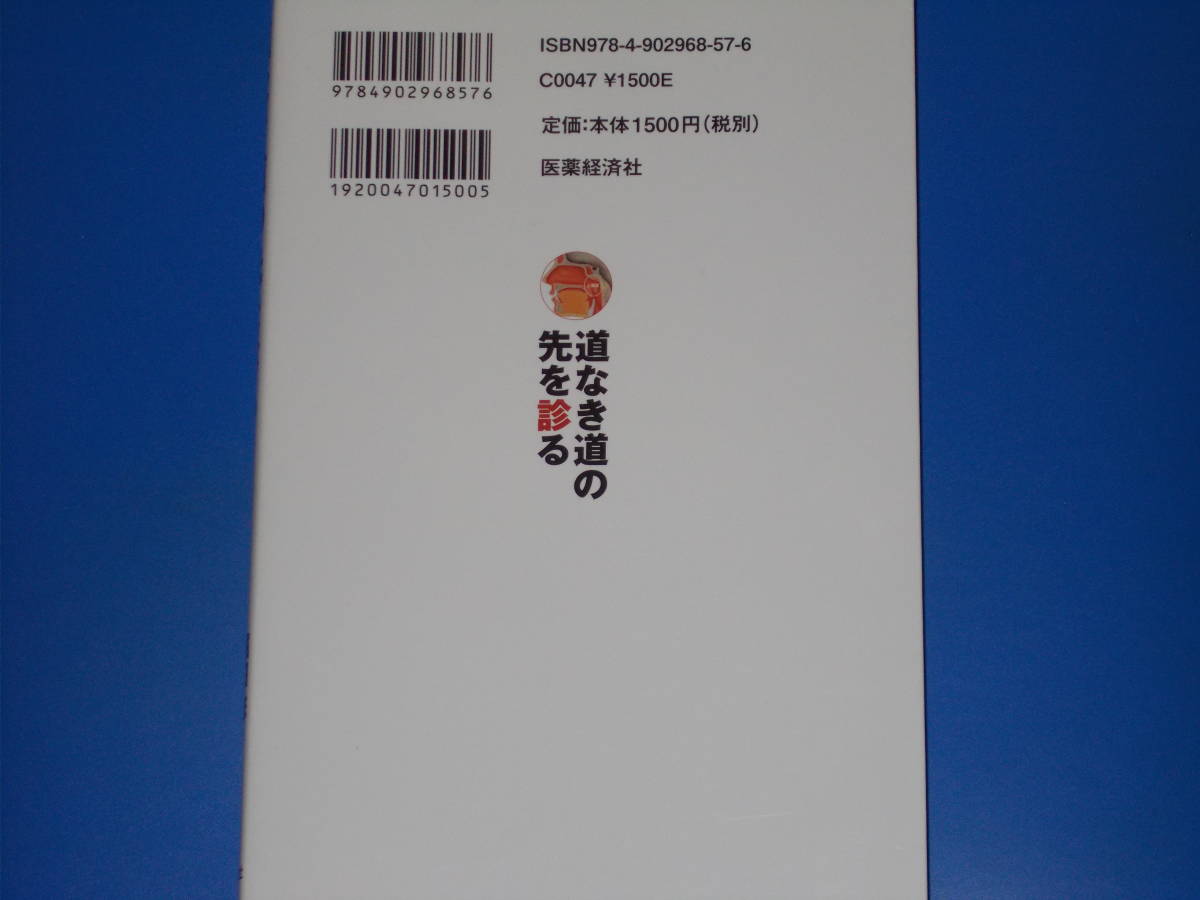 ISBN978-4-902968-57-6
9784902968576
C0047 ¥1500E
定価:本体1500円(税別)
1920047015005
医薬経済社
道なき道の
先を診る